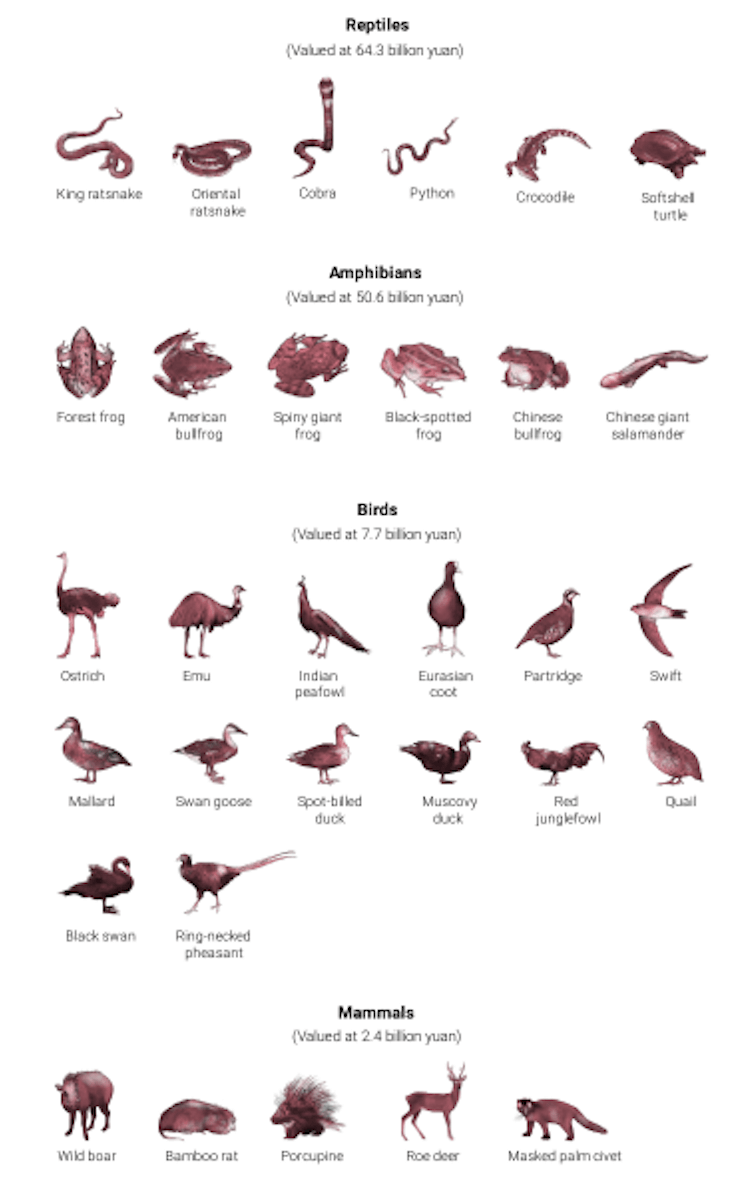 Reptiles
(Valued at 64.3 billion yuan)
King ratsnake
Oriental
ratsnake
Cobra
Python
Crocodile
Softshell
turtle
Amphibians
(Valued at 50.6 billion yuan)
Forest frog
American
bullfrog
Spiny giant
frog
Black-spotted
frog
Chinese
bullfrog
Chinese giant
salamander
Birds
(Valued at 7.7 billion yuan)
Ostrich
Emu
Indian
peafowl
Eurasian
coot
Partridge
Swift
Mallard
Swan goose
Spot-billed
duck
Muscovy
duck
Red
junglefowl
Quail
Black swan
Ring-necked
pheasant
Mammals
(Valued at 2.4 billion yuan)
Wild boar
Bamboo rat
Porcupine
Roe deer
Masked palm civet